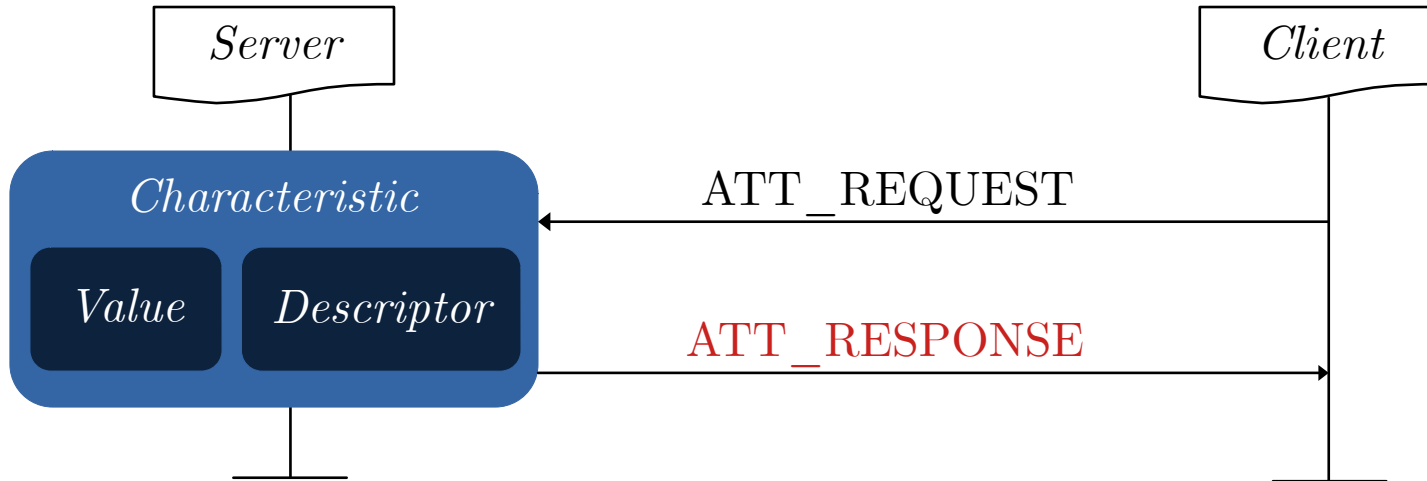 Server
Client
Characteristic
ATT_REQUEST
Value
Descriptor
ATT_RESPONSE